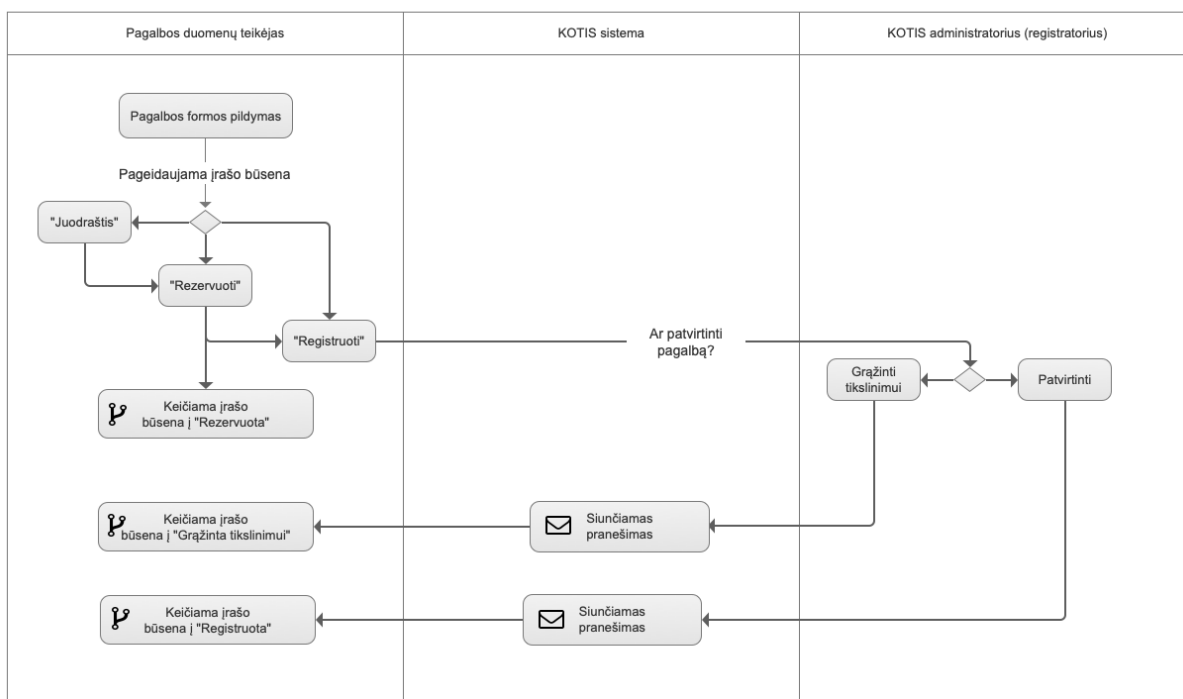 Pagalbos duomenų teikėjas
KOTIS sistema
KOTIS administratorius (registratorius)
Pagalbos formos pildymas
Pageidaujama įrašo būsena
"Juodraštis"
"Rezervuoti"
"Registruoti"
Ar patvirtinti
pagalbą?
Grąžinti
tikslinimui
Patvirtinti
Keičiama įrašo
būsena į "Rezervuota"
Keičiama įrašo
būsena į "Grąžinta tikslinimui"
Siunčiamas
pranešimas
Keičiama įrašo
būsena į "Registruota"
Siunčiamas
pranešimas